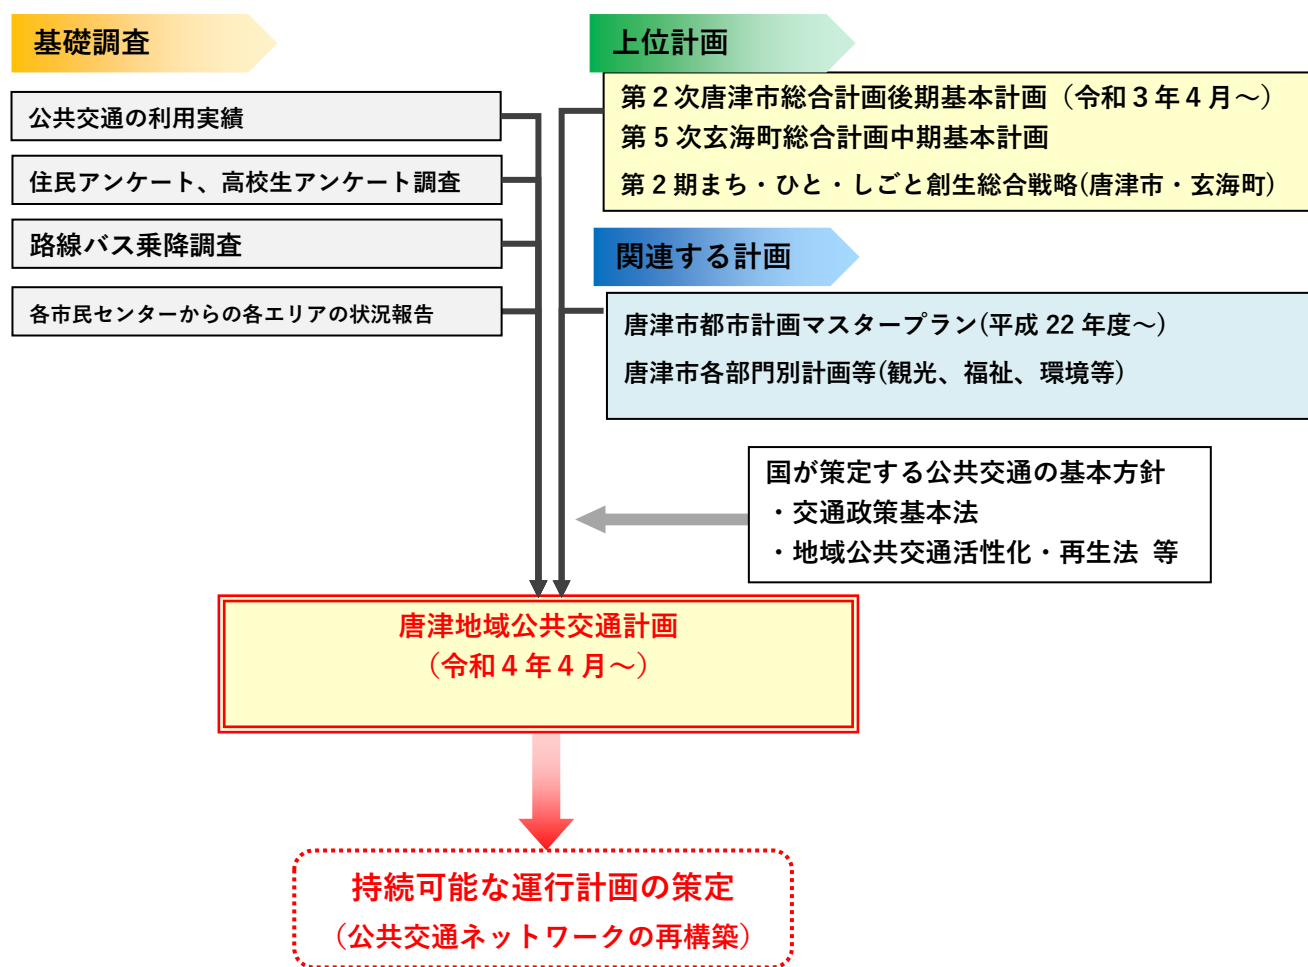 基礎調査
公共交通の利用実績
住民アンケート、高校生アンケート調査
路線バス乗降調査
各市民センターからの各エリアの状況報告
上位計画
第２次唐津市総合計画後期基本計画（令和３年４月～）
第５次玄海町総合計画中期基本計画
第２期まち・ひと・しごと創生総合戦略(唐津市・玄海町)
関連する計画
唐津市都市計画マスタープラン(平成 22 年度～)
唐津市各部門別計画等(観光、福祉、環境等)
国が策定する公共交通の基本方針
・交通政策基本法
・地域公共交通活性化・再生法 等
唐津地域公共交通計画
（令和４年４月～）
持続可能な運行計画の策定
（公共交通ネットワークの再構築）